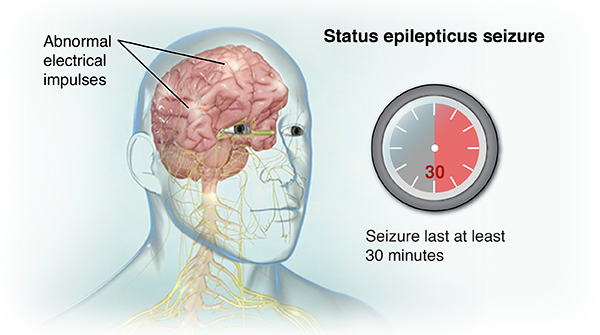 Status epilepticus seizure
Abnormal
electrical
impulses
30
Seizure last at least
30 minutes